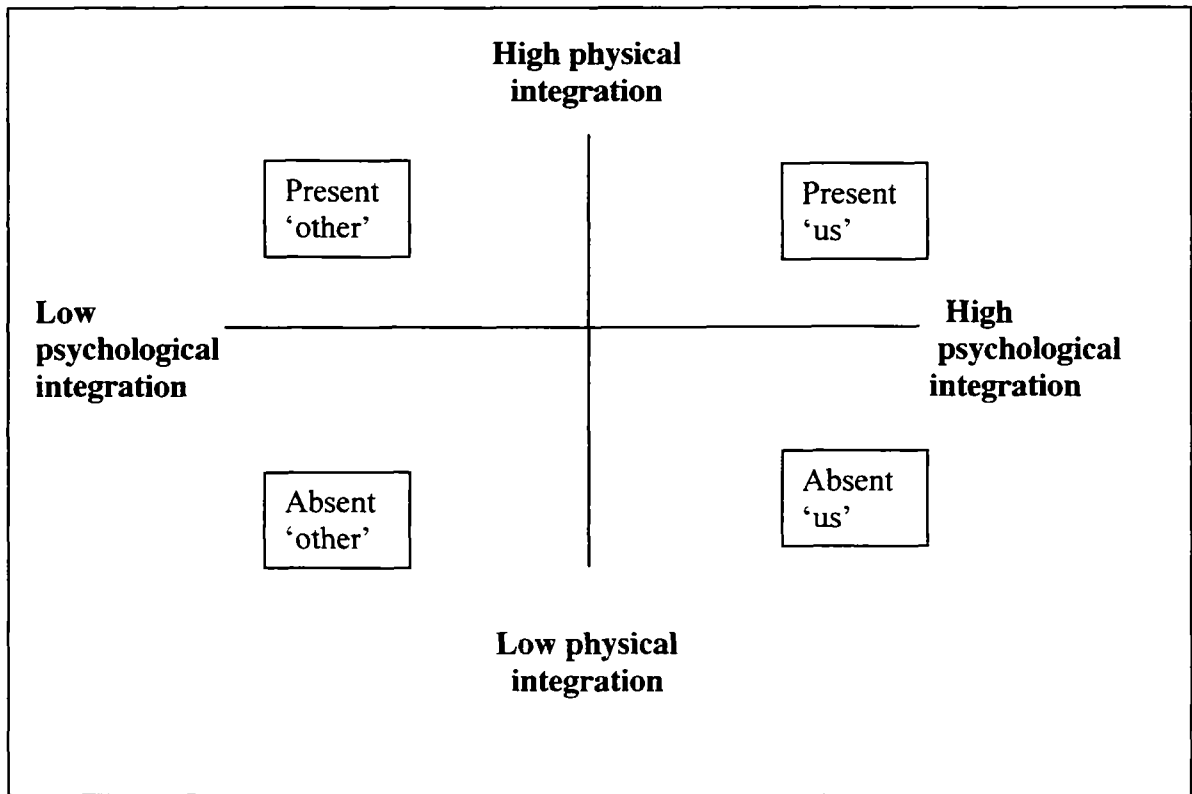 High physical
integration
Present
‘other’
Present
‘us’
Low
psychological
integration
High
psychological
integration
Absent
‘other’
Absent
‘us’
Low physical
integration